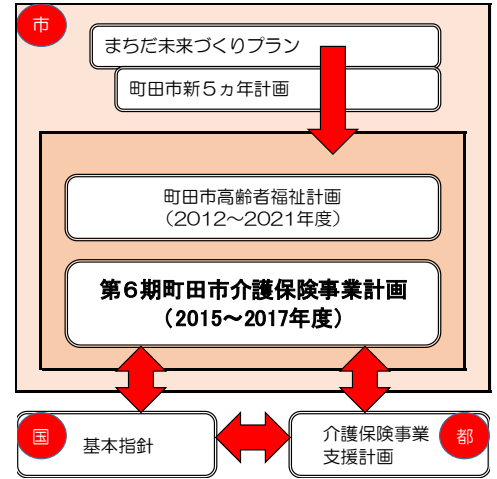 市
まちだ未来づくりプラン
町田市新５ヵ年計画
町田市高齢者福祉計画
（2012～2021年度）
第６期町田市介護保険事業計画
（2015～2017年度）
国
基本指針
介護保険事業
支援計画
都